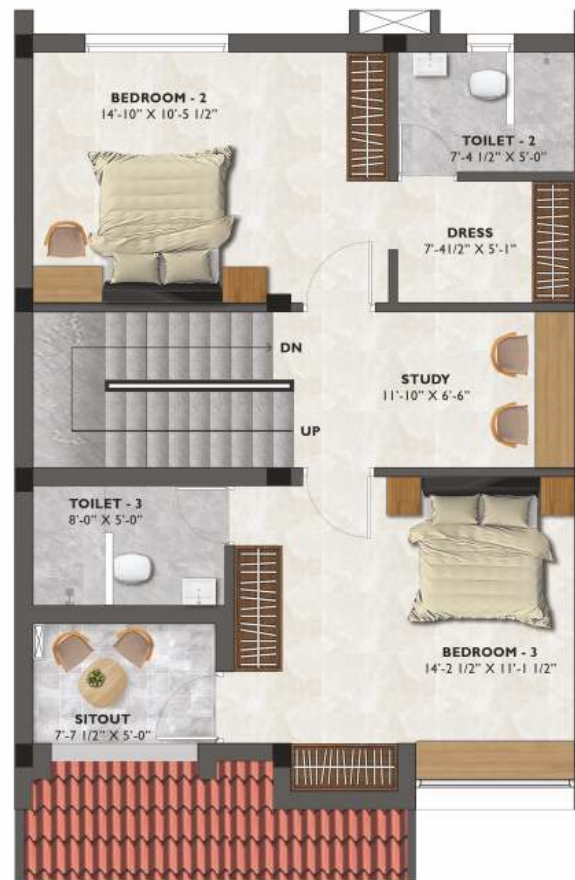 BEDROOM - 2
14'-10" X 10'-5 1/2"
TOILET - 2
7'-4 1/2" X 5'-0"
DRESS
7'-41/2" X 5'-1"
DN
STUDY
11'-10" X 6'-6"
UP
TOILET - 3
8'-0" X 5'-0"
BEDROOM - 3
14'-2 1/2" X 11'-1 1/2"
SITOUT
7'-7 1/2" X 5'-0"